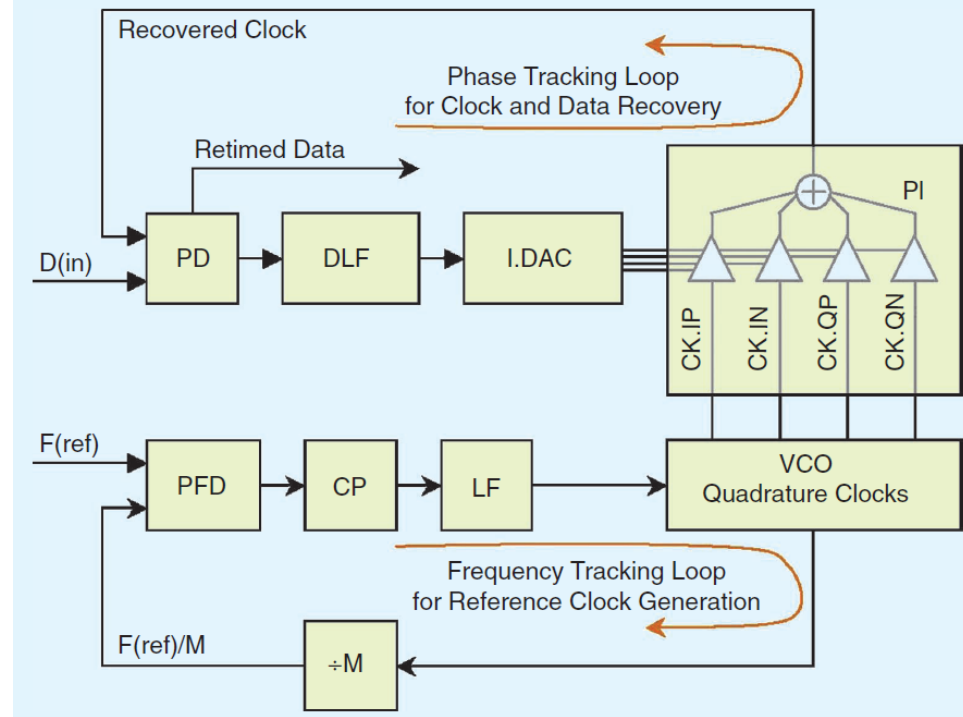 Recovered Clock
Phase Tracking Loop
for Clock and Data Recovery
Retimed Data
PI
+
D(in)
PD
DLF
I.DAC
CK.IP
CK.IN
CK.QP
CK.QN
F(ref)
PFD
CP
LF
VCO
Quadrature Clocks
Frequency Tracking Loop
for Reference Clock Generation
F(ref)/M
÷M